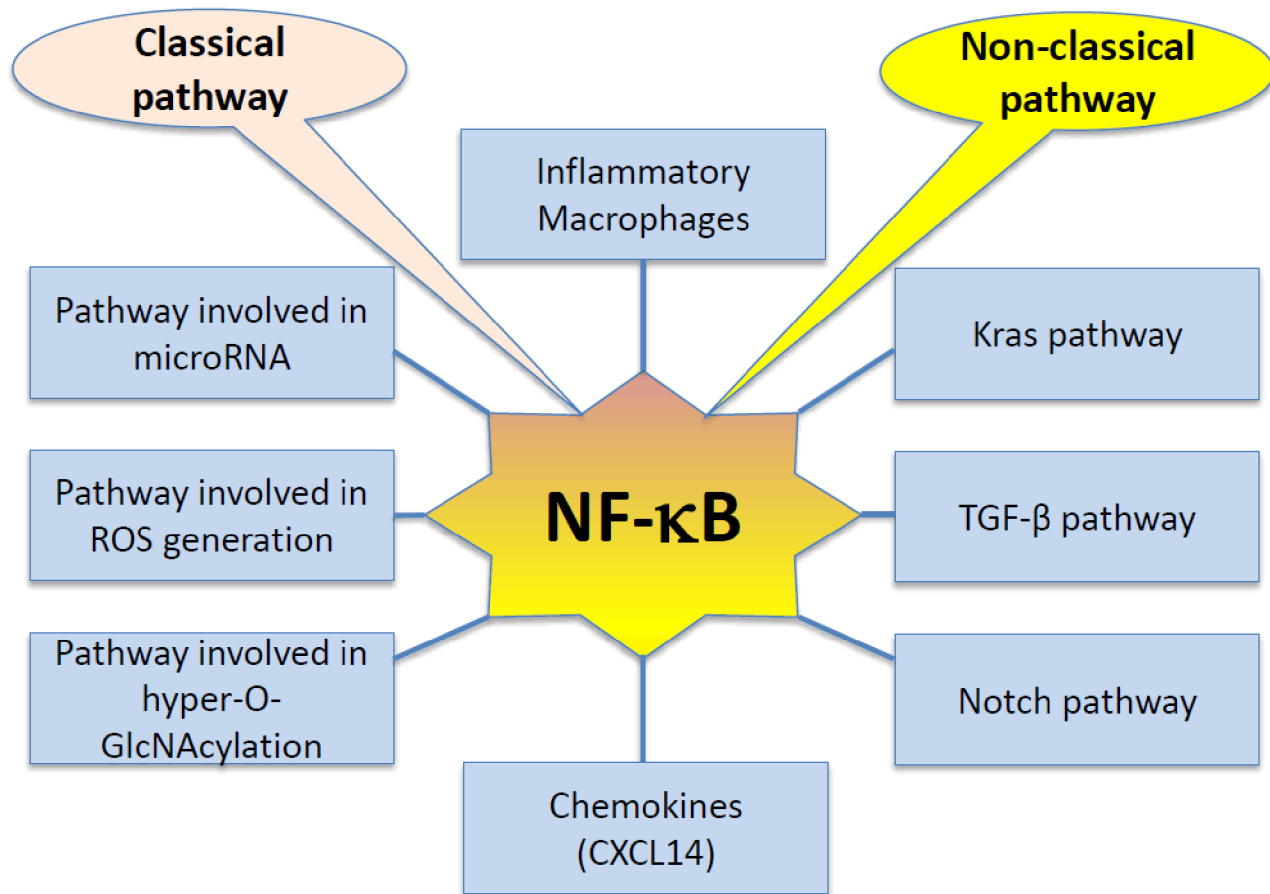 Classical
pathway
Non-classical
pathway
Inflammatory
Macrophages
Pathway involved in
microRNA
Kras pathway
Pathway involved in
ROS generation
NF-κB
TGF-β pathway
Pathway involved in
hyper-O-
GlcNAcylation
Notch pathway
Chemokines
(CXCL14)